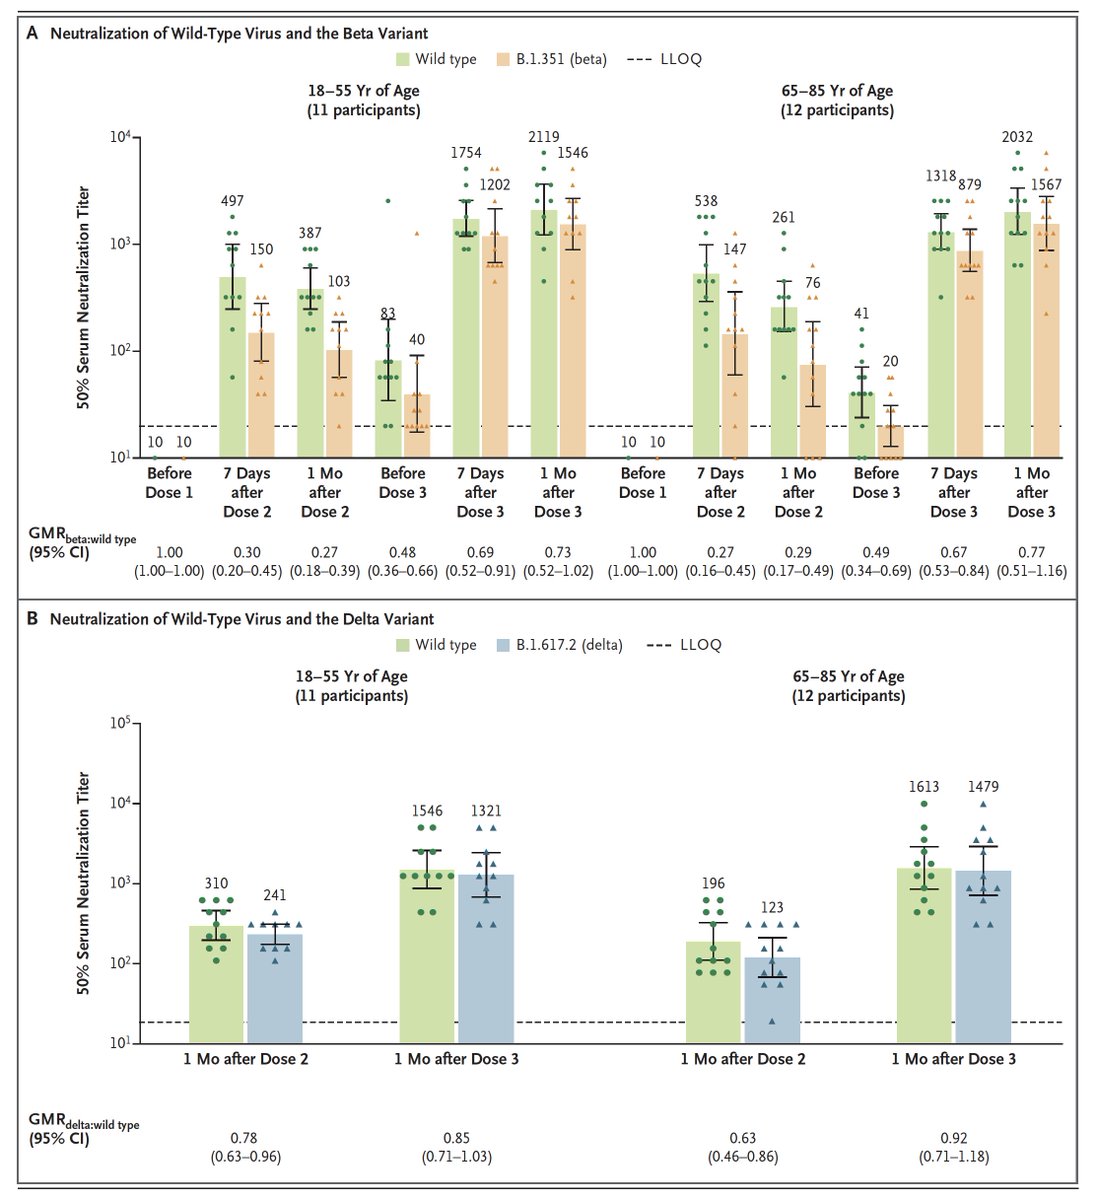 A Neutralization of Wild-Type Virus and the Beta Variant
Wild type B.1.351 (beta) LLOQ
18–55 Yr of Age
(11 participants)
65–85 Yr of Age
(12 participants)
50% Serum Neutralization Titer
10⁴
10³
10²
10¹
10 10 497 150 387 103 83 40 1754 1202 2119 1546
10 10 538 147 261 76 41 20 1318 879 2032 1567
Before Dose 1
7 Days after Dose 2
1 Mo after Dose 2
Before Dose 3
7 Days after Dose 3
1 Mo after Dose 3
Before Dose 1
7 Days after Dose 2
1 Mo after Dose 2
Before Dose 3
7 Days after Dose 3
1 Mo after Dose 3
GMRbeta:wild type
(95% CI)
1.00 0.30 0.27 0.48 0.69 0.73 1.00 0.27 0.29 0.49 0.67 0.77
(1.00–1.00) (0.20–0.45) (0.18–0.39) (0.36–0.66) (0.52–0.91) (0.52–1.02) (1.00–1.00) (0.16–0.45) (0.17–0.49) (0.34–0.69) (0.53–0.84) (0.51–1.16)
B Neutralization of Wild-Type Virus and the Delta Variant
Wild type B.1.617.2 (delta) LLOQ
18–55 Yr of Age
(11 participants)
65–85 Yr of Age
(12 participants)
50% Serum Neutralization Titer
10⁵
10⁴
10³
10²
10¹
310 241 1546 1321 196 123 1613 1479
1 Mo after Dose 2 1 Mo after Dose 3 1 Mo after Dose 2 1 Mo after Dose 3
GMRdelta:wild type
(95% CI)
0.78 0.85 0.63 0.92
(0.63–0.96) (0.71–1.03) (0.46–0.86) (0.71–1.18)